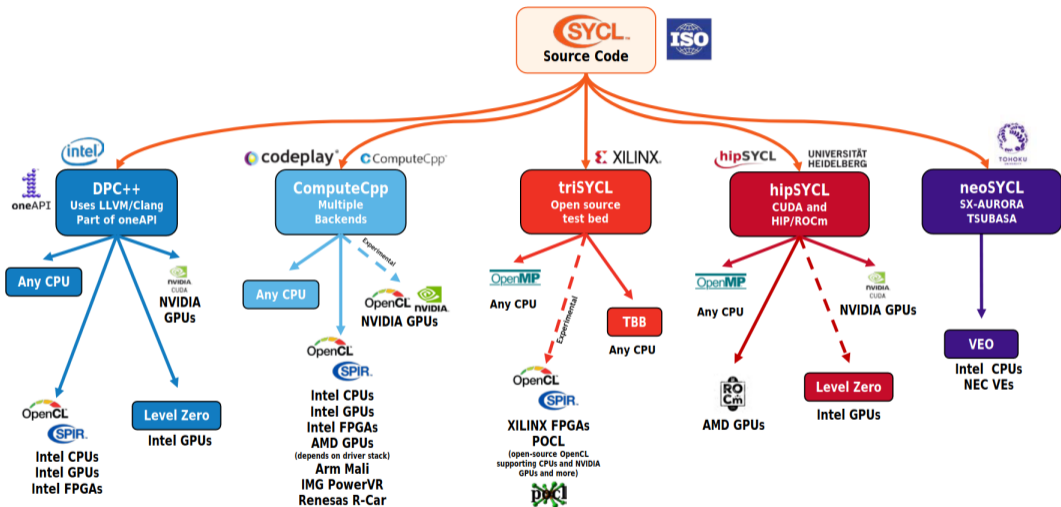 SYCL™
Source Code
ISO
intel
oneAPI
DPC++
Uses LLVM/Clang
Part of oneAPI
Any CPU
NVIDIA
CUDA
NVIDIA
GPUs
OpenCL
SPIR
Intel CPUs
Intel GPUs
Intel FPGAs
Level Zero
Intel GPUs
codeplay
ComputeCpp
ComputeCpp
Multiple
Backends
Experimental
Any CPU
OpenCL
NVIDIA
NVIDIA GPUs
OpenCL
SPIR
Intel CPUs
Intel GPUs
Intel FPGAs
AMD GPUs
(depends on driver stack)
Arm Mali
IMG PowerVR
Renesas R-Car
XILINX
triSYCL
Open source
test bed
OpenMP
Any CPU
Experimental
TBB
Any CPU
OpenCL
SPIR
XILINX FPGAs
POCL
(open-source OpenCL
supporting CPUs and NVIDIA
GPUs and more)
pocl
hipSYCL
UNIVERSITÄT
HEIDELBERG
hipSYCL
CUDA and
HIP/ROCm
OpenMP
Any CPU
NVIDIA
CUDA
NVIDIA GPUs
ROCm
AMD GPUs
Level Zero
Intel GPUs
TOHOKU
UNIVERSITY
neoSYCL
SX-AURORA
TSUBASA
VEO
Intel CPUs
NEC VEs